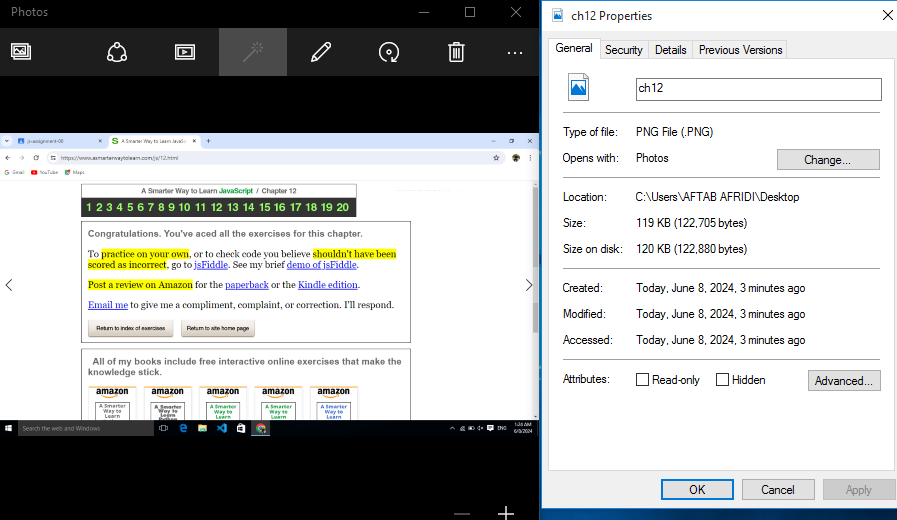 Photos
js-assignment-00
A Smarter Way to Learn JavaSc
https://www.asmarterwaytolearn.com/js/12.html
Gmail YouTube Maps
A Smarter Way to Learn JavaScript / Chapter 12
1 2 3 4 5 6 7 8 9 10 11 12 13 14 15 16 17 18 19 20
Congratulations. You've aced all the exercises for this chapter.
To practice on your own, or to check code you believe shouldn't have been
scored as incorrect, go to jsFiddle. See my brief demo of jsFiddle.
Post a review on Amazon for the paperback or the Kindle edition.
Email me to give me a compliment, complaint, or correction. I'll respond.
Return to index of exercises Return to site home page
All of my books include free interactive online exercises that make the
knowledge stick.
amazon amazon amazon amazon amazon
A Smarter A Smarter A Smarter A Smarter A Smarter
Way to Way to Way to Way to Way to
Learn Learn Python Learn Learn Learn
Search the web and Windows
ENG
1:24 AM
6/8/2024
ch12 Properties
General Security Details Previous Versions
ch12
Type of file: PNG File (.PNG)
Opens with: Photos Change...
Location: C:\Users\AFTAB AFRIDI\Desktop
Size: 119 KB (122,705 bytes)
Size on disk: 120 KB (122,880 bytes)
Created: Today, June 8, 2024, 3 minutes ago
Modified: Today, June 8, 2024, 3 minutes ago
Accessed: Today, June 8, 2024, 3 minutes ago
Attributes: Read-only Hidden Advanced...
OK Cancel Apply